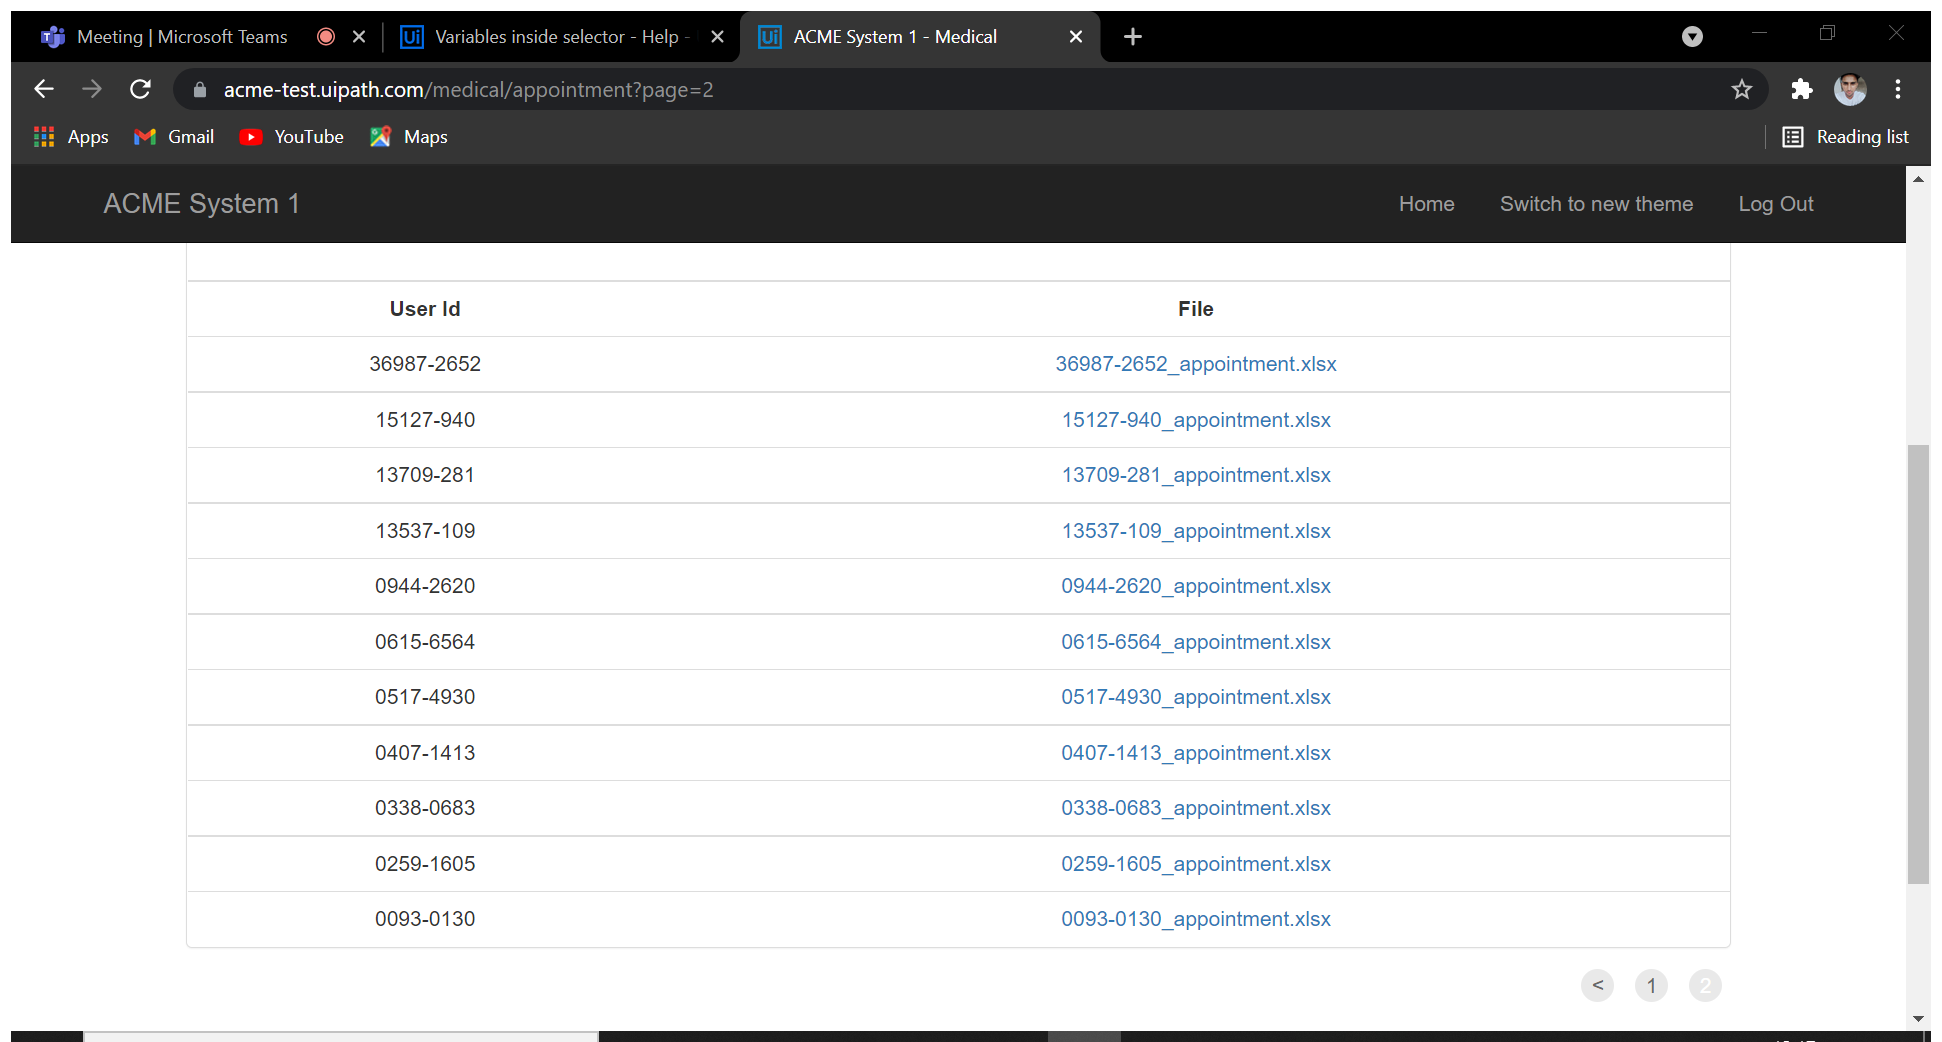 Meeting | Microsoft Teams
Variables inside selector - Help -
ACME System 1 - Medical
acme-test.uipath.com/medical/appointment?page=2
Apps Gmail YouTube Maps Reading list
ACME System 1 Home Switch to new theme Log Out
User Id File
36987-2652 36987-2652_appointment.xlsx
15127-940 15127-940_appointment.xlsx
13709-281 13709-281_appointment.xlsx
13537-109 13537-109_appointment.xlsx
0944-2620 0944-2620_appointment.xlsx
0615-6564 0615-6564_appointment.xlsx
0517-4930 0517-4930_appointment.xlsx
0407-1413 0407-1413_appointment.xlsx
0338-0683 0338-0683_appointment.xlsx
0259-1605 0259-1605_appointment.xlsx
0093-0130 0093-0130_appointment.xlsx
< 1 2